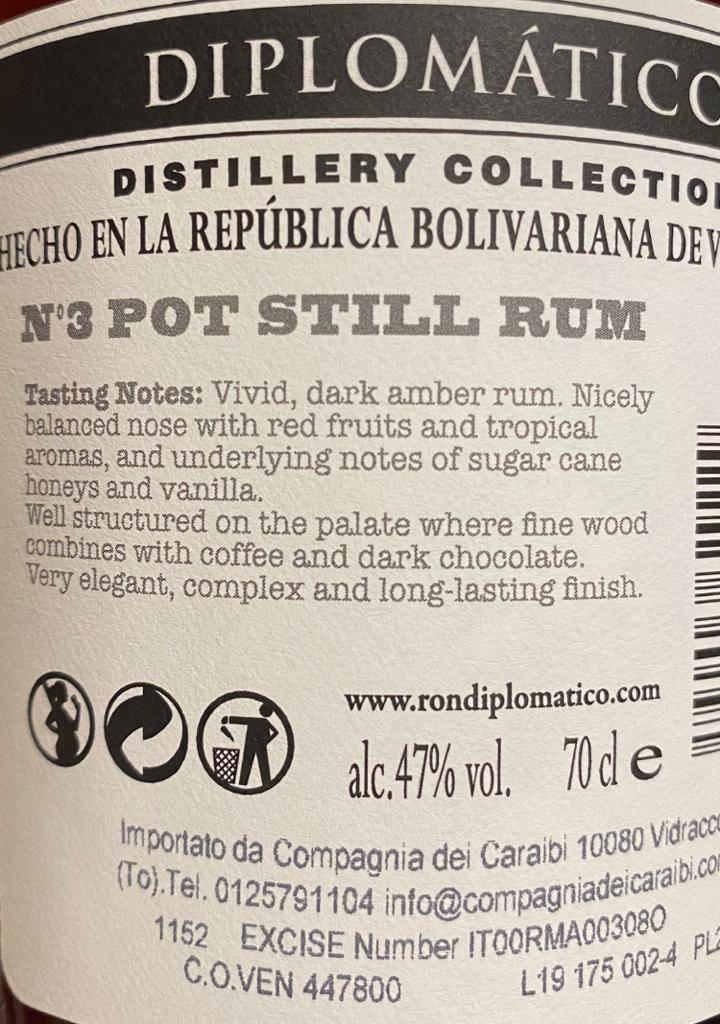 DIPLOMÁTICO
DISTILLERY COLLECTION
HECHO EN LA REPÚBLICA BOLIVARIANA DE V
N°3 POT STILL RUM
Tasting Notes: Vivid, dark amber rum. Nicely
balanced nose with red fruits and tropical
aromas, and underlying notes of sugar cane
honeys and vanilla.
Well structured on the palate where fine wood
combines with coffee and dark chocolate.
Very elegant, complex and long-lasting finish.
www.rondiplomatico.com
alc.47% vol. 70 cl e
Importato da Compagnia dei Caraibi 10080 Vidracco
(To).Tel. 0125791104 info@compagniadeicaraibi.com
1152 EXCISE Number IT00RMA003080
C.O.VEN 447800 L19 175 002-4